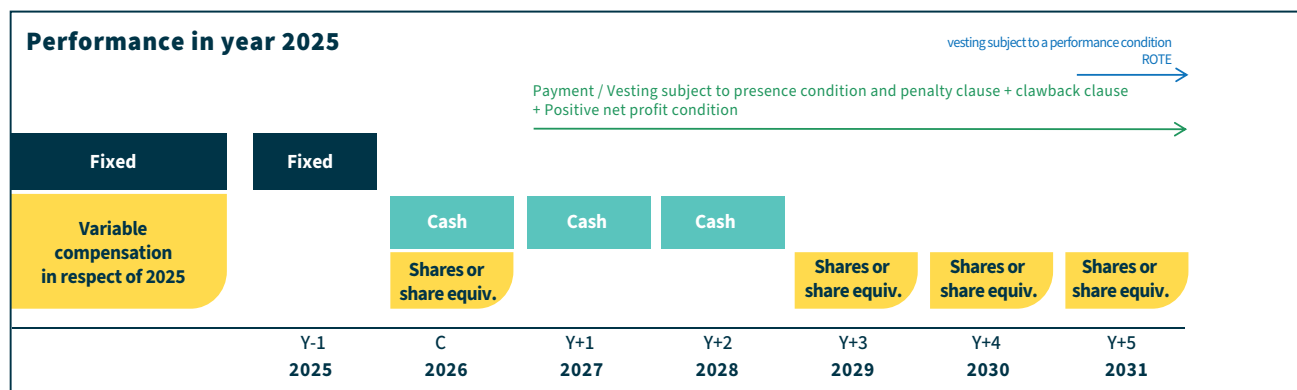 Performance in year 2025
vesting subject to a performance condition
ROTE
Payment / Vesting subject to presence condition and penalty clause + clawback clause
+ Positive net profit condition
Fixed
Fixed
Variable
compensation
in respect of 2025
Cash
Cash
Cash
Shares or
share equiv.
Shares or
share equiv.
Shares or
share equiv.
Shares or
share equiv.
Y-1
C
Y+1
Y+2
Y+3
Y+4
Y+5
2025
2026
2027
2028
2029
2030
2031